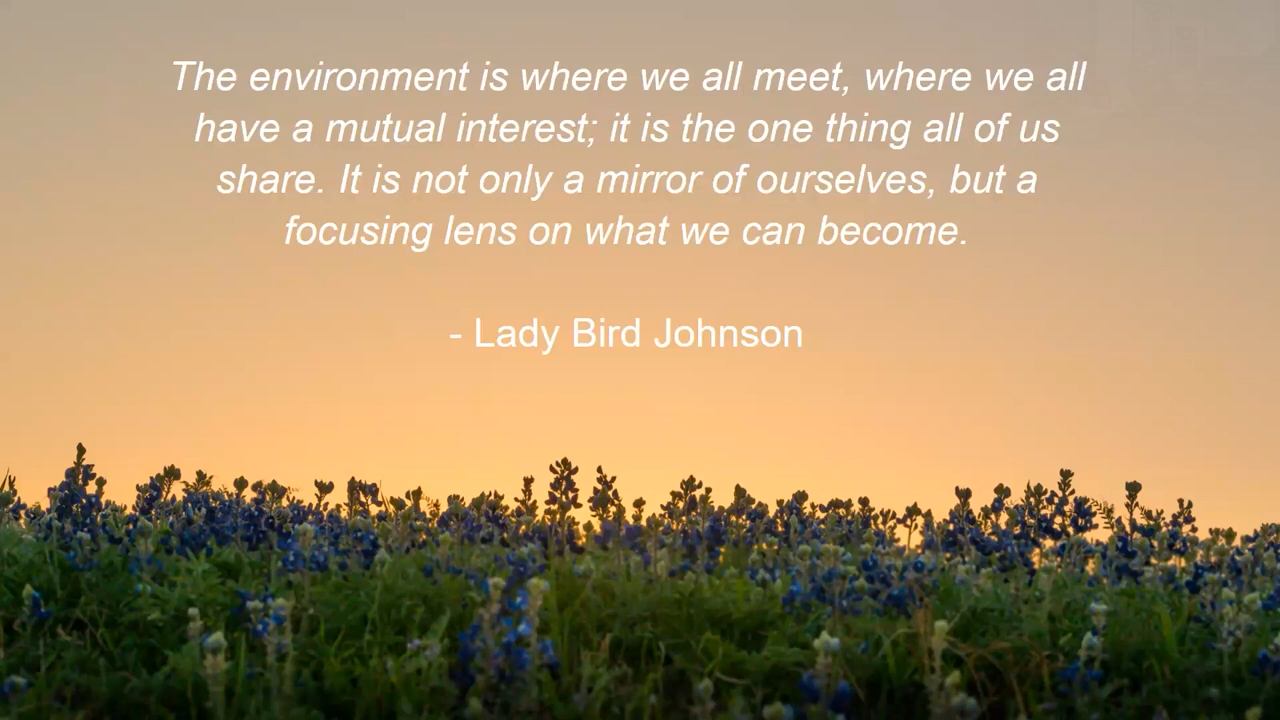 The environment is where we all meet, where we all
have a mutual interest; it is the one thing all of us
share. It is not only a mirror of ourselves, but a
focusing lens on what we can become.
- Lady Bird Johnson